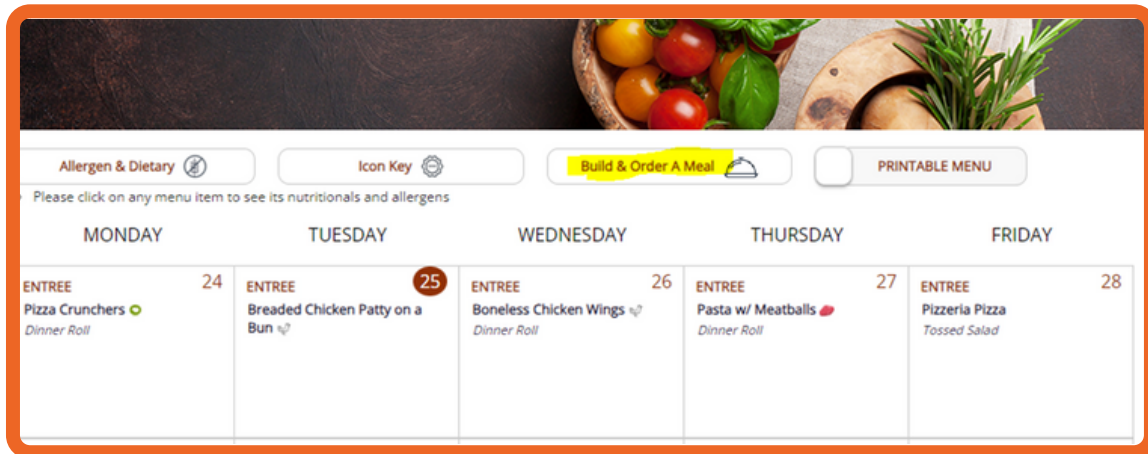 Allergen & Dietary
Icon Key
Build & Order A Meal
PRINTABLE MENU
Please click on any menu item to see its nutritionals and allergens
MONDAY
TUESDAY
WEDNESDAY
THURSDAY
FRIDAY
ENTREE 24
Pizza Crunchers
Dinner Roll
ENTREE 25
Breaded Chicken Patty on a
Bun
ENTREE 26
Boneless Chicken Wings
Dinner Roll
ENTREE 27
Pasta w/ Meatballs
Dinner Roll
ENTREE 28
Pizzeria Pizza
Tossed Salad